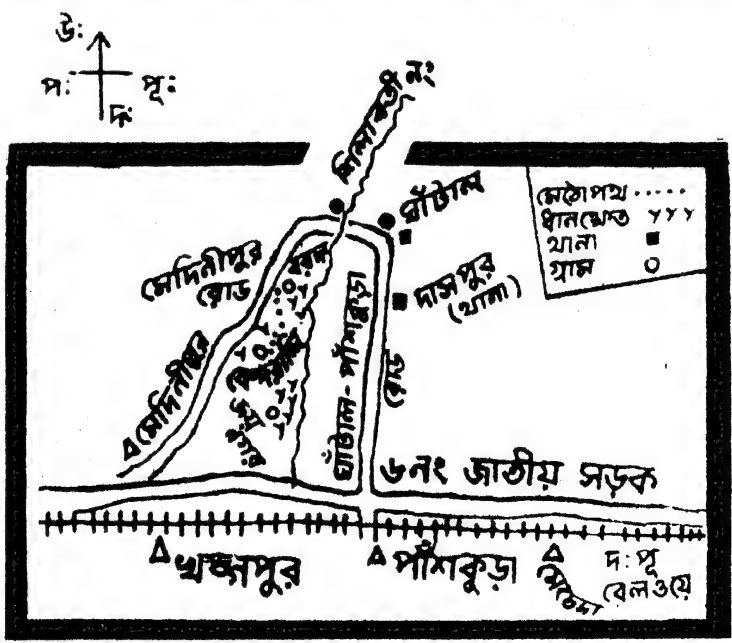 উঃ
পঃ
পূঃ
দঃ
শিলাবতী নং
ঘাঁটাল
মেঠোপথ
ধানক্ষেত
থানা
গ্রাম
মেদিনীপুর
রোড
দাসপুর
(থানা)
মেদিনীপুর
ঘাঁটাল-পাঁশকুড়া
রোড
৬নং জাতীয় সড়ক
খড়্গপুর
পাঁশকুড়া
মেচেদা
দঃ পূ
রেলওয়ে